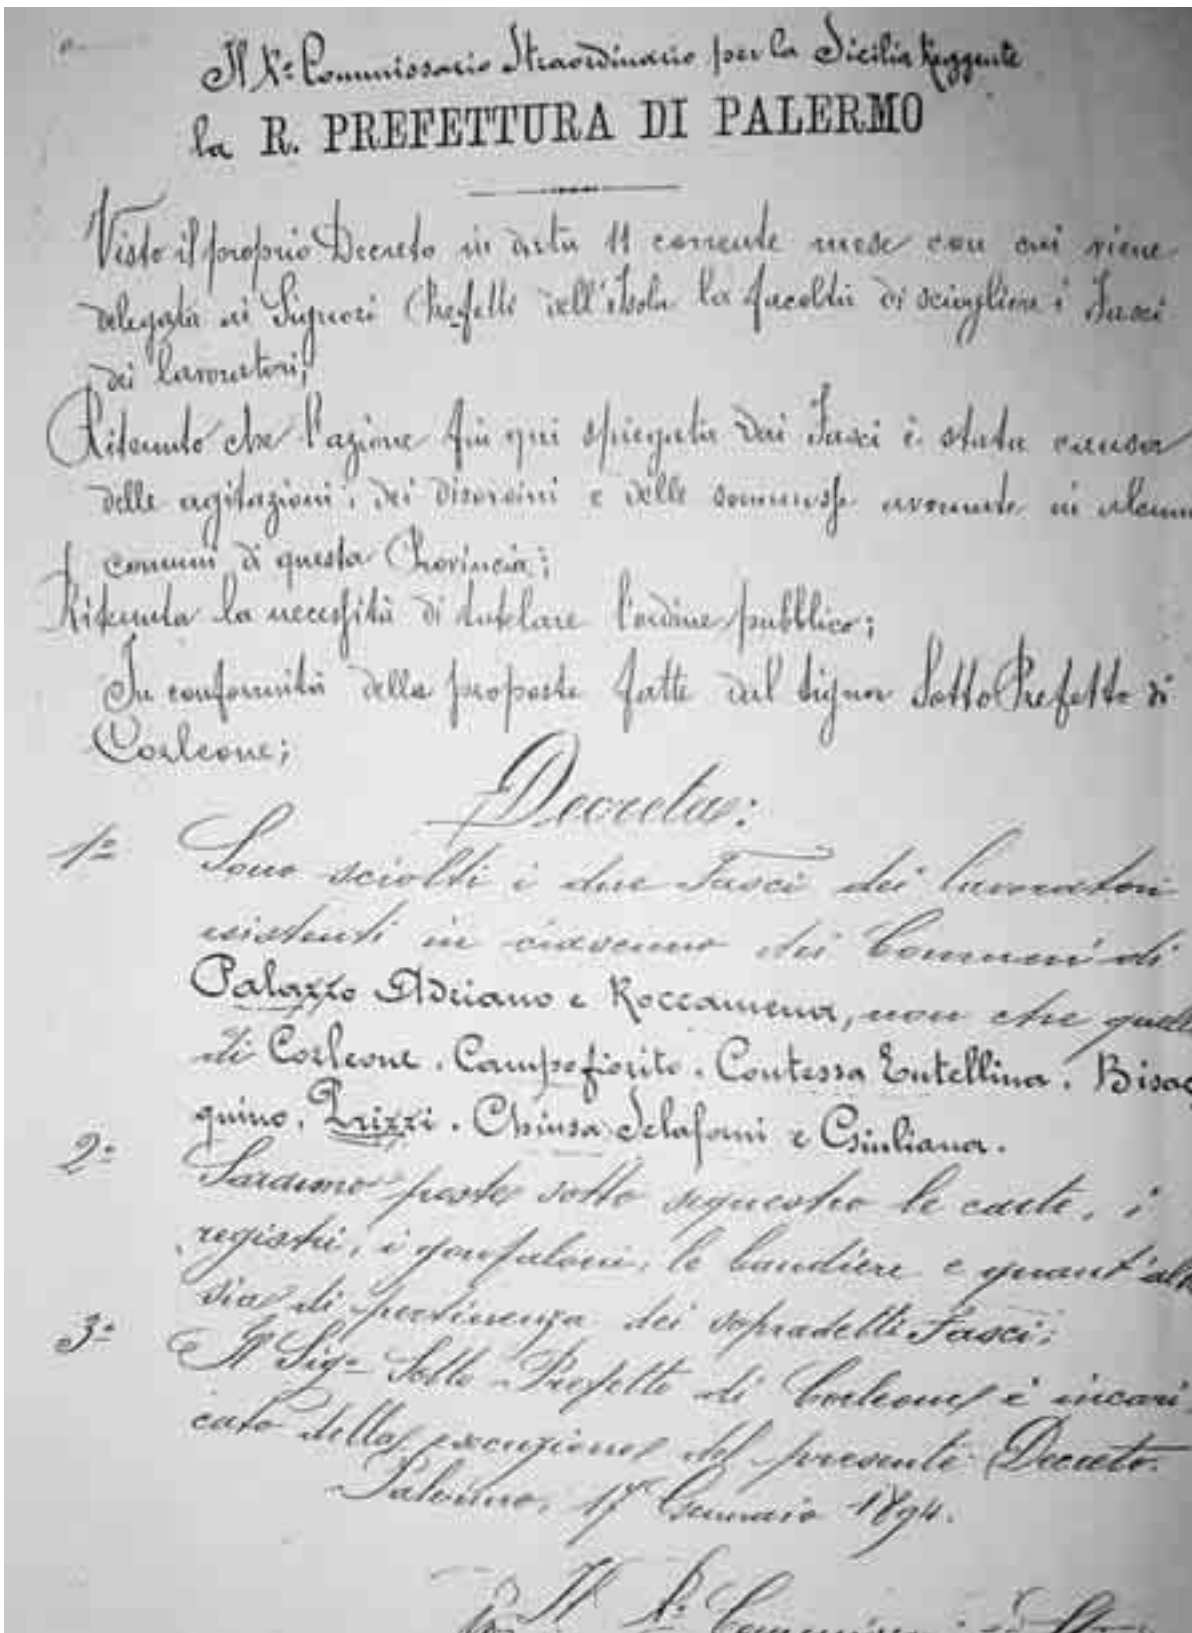 Il R.º Commissario Straordinario per la Sicilia Reggente
la R. PREFETTURA DI PALERMO
Visto il proprio Decreto in data 11 corrente mese con cui viene
delegata ai Signori Prefetti dell'Isola la facoltà di sciogliere i Fasci
dei lavoratori;
Ritenuto che l'azione fin qui spiegata dai Fasci è stata causa
delle agitazioni, dei disordini e delle sommosse avvenute in alcuni
comuni di questa Provincia;
Ritenuta la necessità di tutelare l'ordine pubblico;
In conformità delle proposte fatte dal Signor Sotto Prefetto di
Corleone;
Decreta:
1º Sono sciolti i due Fasci dei lavoratori
esistenti in ciascuno dei Comuni di
Palazzo Adriano e Roccamena, non che quelli
di Corleone. Campofiorito. Contessa Entellina. Bisac
quino. Prizzi. Chiusa Sclafani e Giuliana.
2º Saranno poste sotto sequestro le carte, i
registri, i gonfaloni, le bandiere e quant'altro
sia di pertinenza dei sopradetti Fasci;
3º Il Sigº Sotto-Prefetto di Corleone è incari-
cato della esecuzione del presente Decreto.
Palermo, 17 Gennaio 1894.
Il Rº